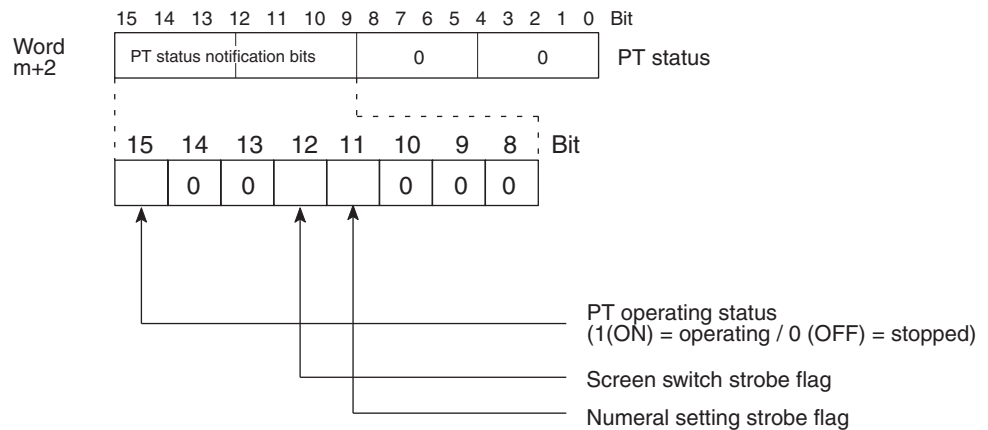 15 14 13 12 11 10 9 8 7 6 5 4 3 2 1 0 Bit
Word
m+2
PT status notification bits 0 0 PT status
15 14 13 12 11 10 9 8 Bit
0 0 0 0 0
PT operating status
(1(ON) = operating / 0 (OFF) = stopped)
Screen switch strobe flag
Numeral setting strobe flag